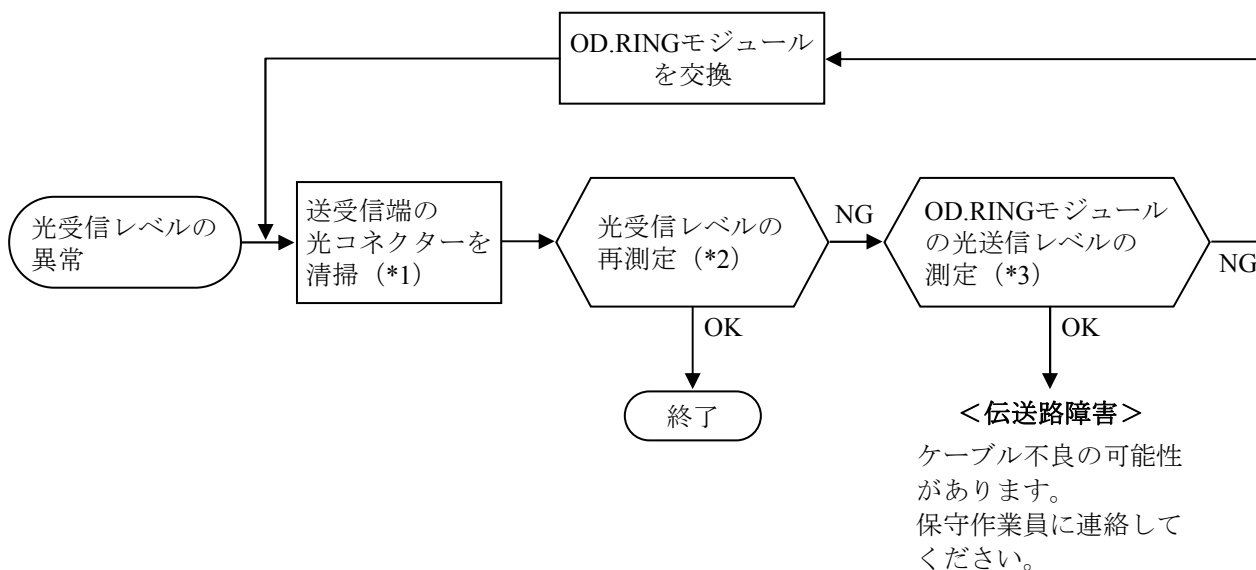 OD.RINGモジュール
を交換
光受信レベルの
異常
送受信端の
光コネクターを
清掃（*1）
光受信レベルの
再測定（*2）
NG
OD.RINGモジュール
の光送信レベルの
測定（*3）
NG
OK
OK
終了
＜伝送路障害＞
ケーブル不良の可能性
があります。
保守作業員に連絡して
ください。